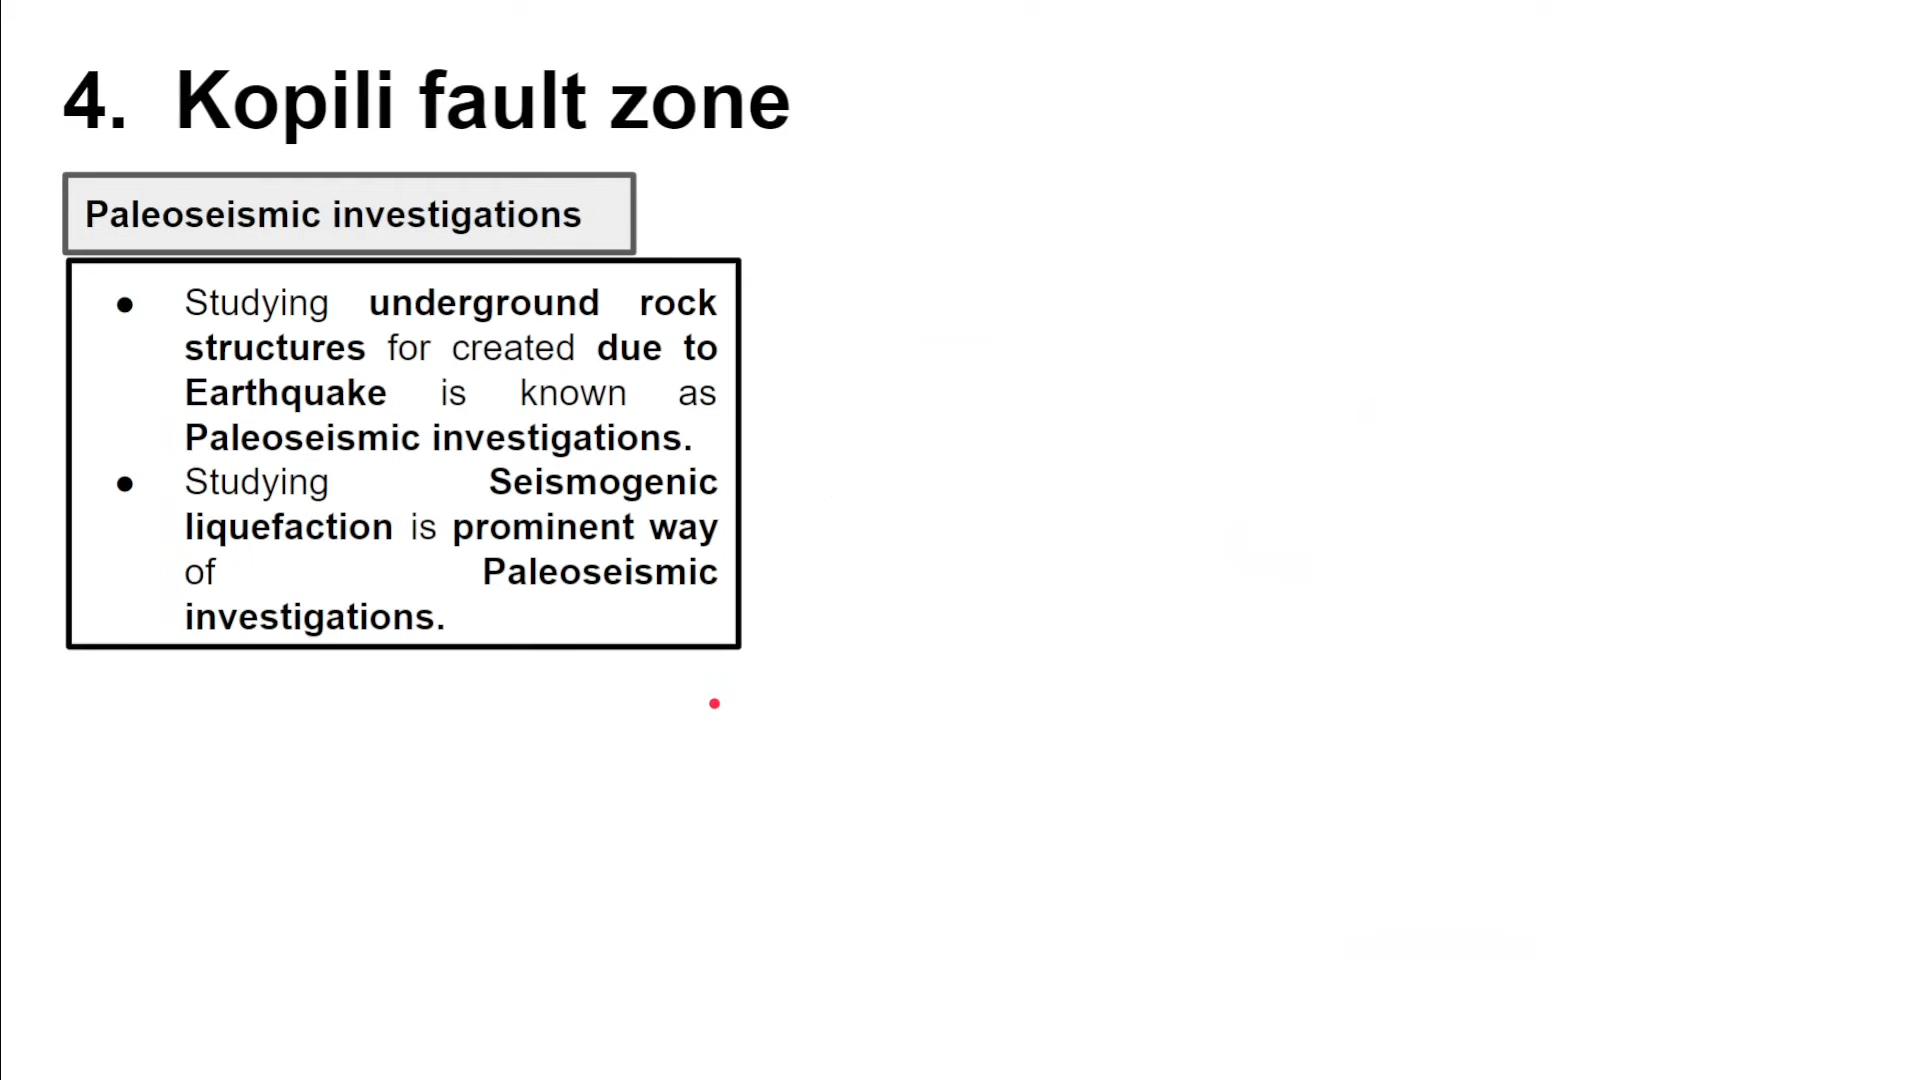 4. Kopili fault zone
Paleoseismic investigations
● Studying underground rock
structures for created due to
Earthquake is known as
Paleoseismic investigations.
● Studying Seismogenic
liquefaction is prominent way
of Paleoseismic
investigations.